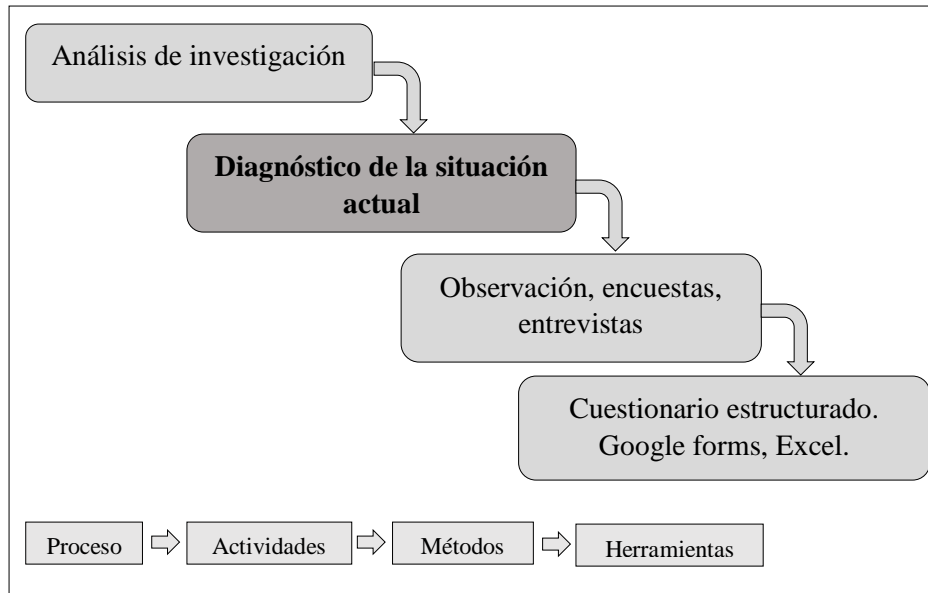 Análisis de investigación
Diagnóstico de la situación
actual
Observación, encuestas,
entrevistas
Cuestionario estructurado.
Google forms, Excel.
Proceso
Actividades
Métodos
Herramientas